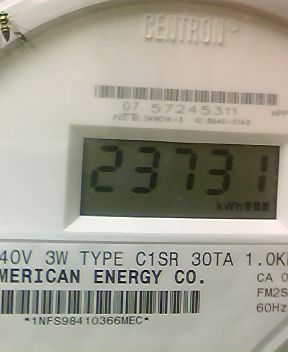 CENTRON®
07 57245311
23731
kWh
40V 3W TYPE C1SR 30TA 1.0K
MERICAN ENERGY CO.
CA 0
FM2S
60Hz
*1NFS98410366MEC*